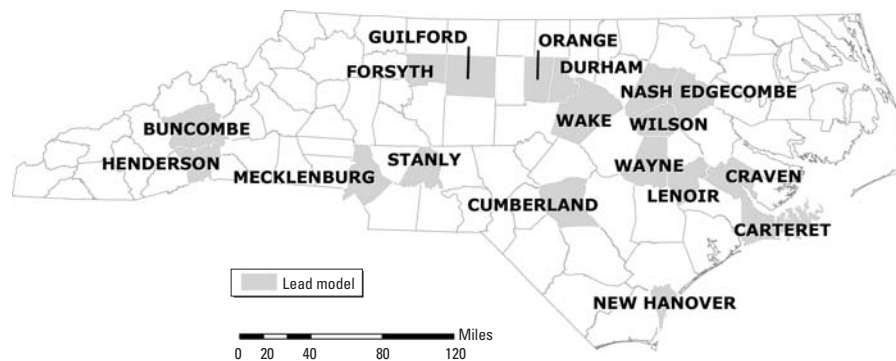 GUILFORD
ORANGE
FORSYTH
DURHAM
NASH EDGECOMBE
BUNCOMBE
WAKE
WILSON
HENDERSON
MECKLENBURG
STANLY
WAYNE
CRAVEN
LENOIR
CUMBERLAND
CARTERET
Lead model
NEW HANOVER
Miles
0 20 40 80 120